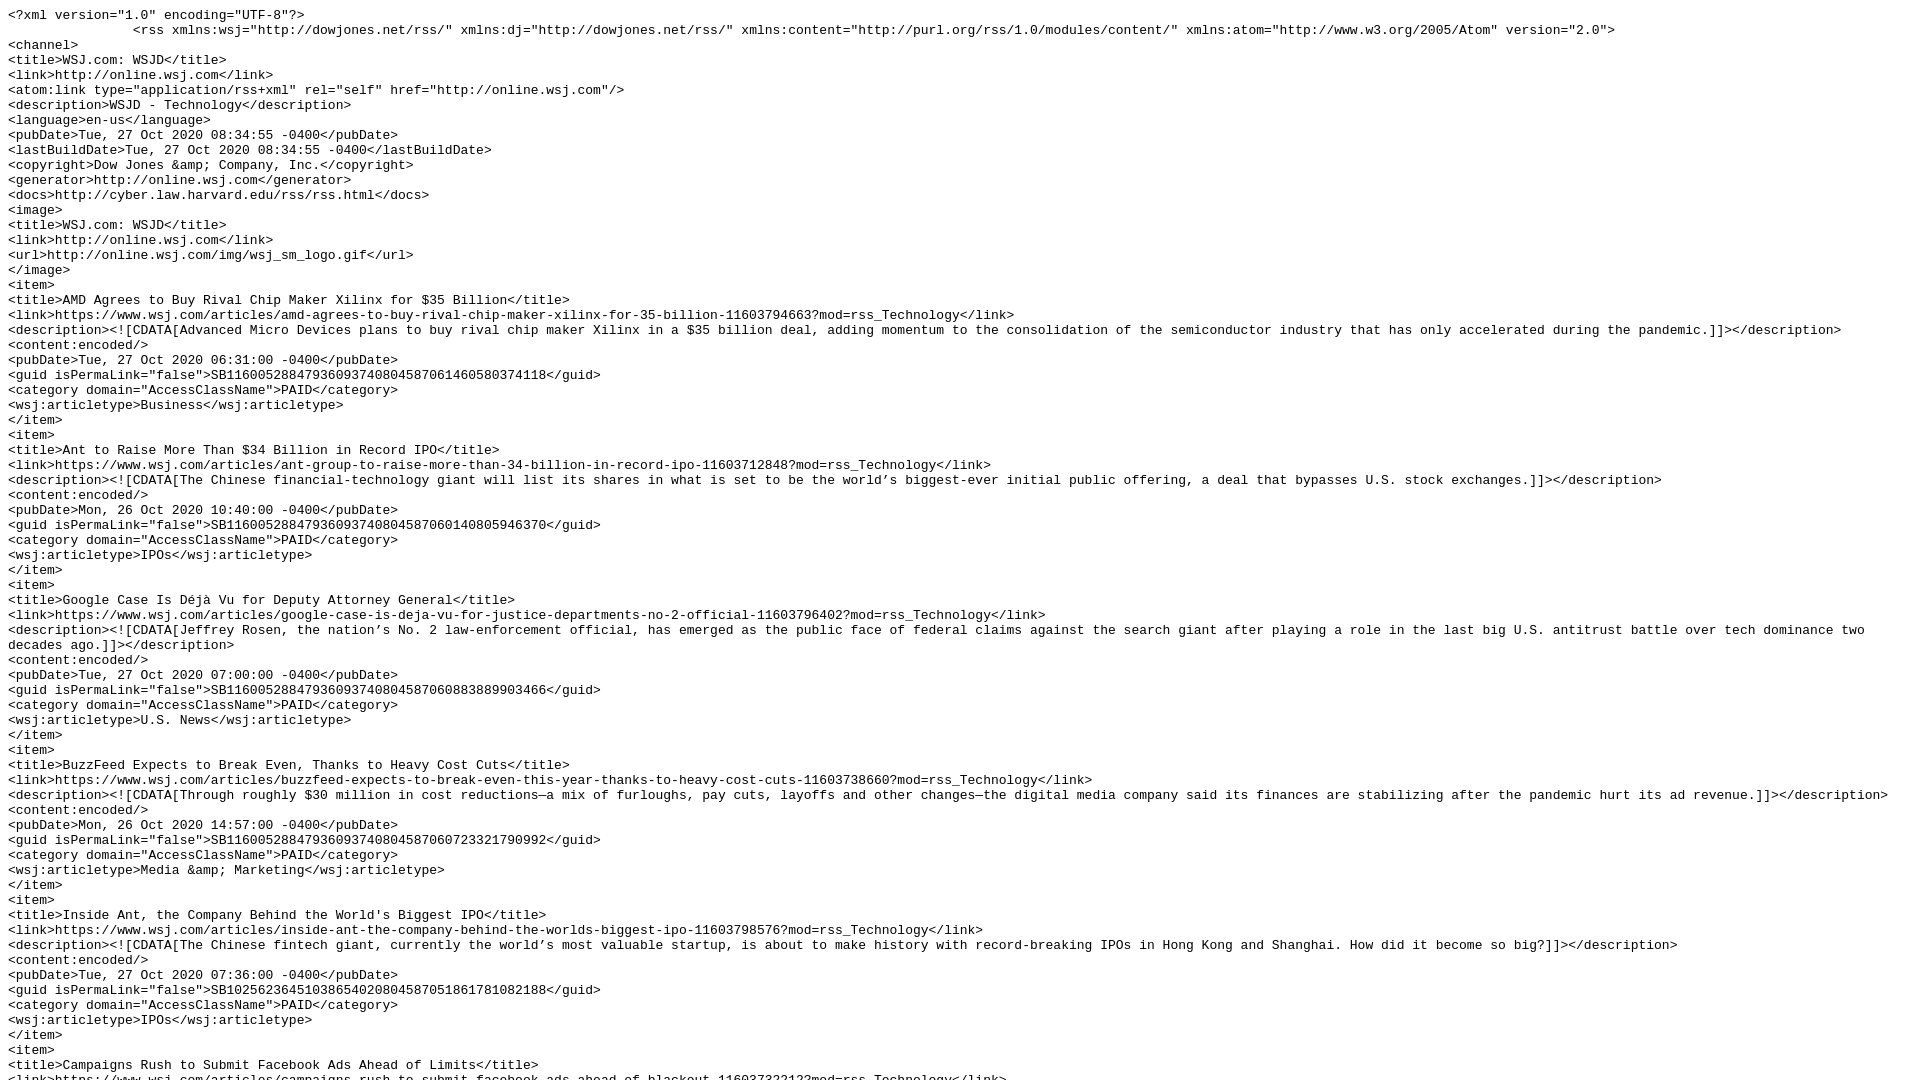 <?xml version="1.0" encoding="UTF-8"?>
<rss xmlns:wsj="http://dowjones.net/rss/" xmlns:dj="http://dowjones.net/rss/" xmlns:content="http://purl.org/rss/1.0/modules/content/" xmlns:atom="http://www.w3.org/2005/Atom" version="2.0">
<channel>
<title>WSJ.com: WSJD</title>
<link>http://online.wsj.com</link>
<atom:link type="application/rss+xml" rel="self" href="http://online.wsj.com"/>
<description>WSJD - Technology</description>
<language>en-us</language>
<pubDate>Tue, 27 Oct 2020 08:34:55 -0400</pubDate>
<lastBuildDate>Tue, 27 Oct 2020 08:34:55 -0400</lastBuildDate>
<copyright>Dow Jones &amp; Company, Inc.</copyright>
<generator>http://online.wsj.com</generator>
<docs>http://cyber.law.harvard.edu/rss/rss.html</docs>
<image>
<title>WSJ.com: WSJD</title>
<link>http://online.wsj.com</link>
<url>http://online.wsj.com/img/wsj_sm_logo.gif</url>
</image>
<item>
<title>AMD Agrees to Buy Rival Chip Maker Xilinx for $35 Billion</title>
<link>https://www.wsj.com/articles/amd-agrees-to-buy-rival-chip-maker-xilinx-for-35-billion-11603794663?mod=rss_Technology</link>
<description><![CDATA[Advanced Micro Devices plans to buy rival chip maker Xilinx in a $35 billion deal, adding momentum to the consolidation of the semiconductor industry that has only accelerated during the pandemic.]]></description>
<content:encoded/>
<pubDate>Tue, 27 Oct 2020 06:31:00 -0400</pubDate>
<guid isPermaLink="false">SB11600528847936093740804587061460580374118</guid>
<category domain="AccessClassName">PAID</category>
<wsj:articletype>Business</wsj:articletype>
</item>
<item>
<title>Ant to Raise More Than $34 Billion in Record IPO</title>
<link>https://www.wsj.com/articles/ant-group-to-raise-more-than-34-billion-in-record-ipo-11603712848?mod=rss_Technology</link>
<description><![CDATA[The Chinese financial-technology giant will list its shares in what is set to be the world’s biggest-ever initial public offering, a deal that bypasses U.S. stock exchanges.]]></description>
<content:encoded/>
<pubDate>Mon, 26 Oct 2020 10:40:00 -0400</pubDate>
<guid isPermaLink="false">SB11600528847936093740804587060140805946370</guid>
<category domain="AccessClassName">PAID</category>
<wsj:articletype>IPOs</wsj:articletype>
</item>
<item>
<title>Google Case Is Déjà Vu for Deputy Attorney General</title>
<link>https://www.wsj.com/articles/google-case-is-deja-vu-for-justice-departments-no-2-official-11603796402?mod=rss_Technology</link>
<description><![CDATA[Jeffrey Rosen, the nation’s No. 2 law-enforcement official, has emerged as the public face of federal claims against the search giant after playing a role in the last big U.S. antitrust battle over tech dominance two
decades ago.]]></description>
<content:encoded/>
<pubDate>Tue, 27 Oct 2020 07:00:00 -0400</pubDate>
<guid isPermaLink="false">SB11600528847936093740804587060883889903466</guid>
<category domain="AccessClassName">PAID</category>
<wsj:articletype>U.S. News</wsj:articletype>
</item>
<item>
<title>BuzzFeed Expects to Break Even, Thanks to Heavy Cost Cuts</title>
<link>https://www.wsj.com/articles/buzzfeed-expects-to-break-even-this-year-thanks-to-heavy-cost-cuts-11603738660?mod=rss_Technology</link>
<description><![CDATA[Through roughly $30 million in cost reductions—a mix of furloughs, pay cuts, layoffs and other changes—the digital media company said its finances are stabilizing after the pandemic hurt its ad revenue.]]></description>
<content:encoded/>
<pubDate>Mon, 26 Oct 2020 14:57:00 -0400</pubDate>
<guid isPermaLink="false">SB11600528847936093740804587060723321790992</guid>
<category domain="AccessClassName">PAID</category>
<wsj:articletype>Media &amp; Marketing</wsj:articletype>
</item>
<item>
<title>Inside Ant, the Company Behind the World's Biggest IPO</title>
<link>https://www.wsj.com/articles/inside-ant-the-company-behind-the-worlds-biggest-ipo-11603798576?mod=rss_Technology</link>
<description><![CDATA[The Chinese fintech giant, currently the world’s most valuable startup, is about to make history with record-breaking IPOs in Hong Kong and Shanghai. How did it become so big?]]></description>
<content:encoded/>
<pubDate>Tue, 27 Oct 2020 07:36:00 -0400</pubDate>
<guid isPermaLink="false">SB10256236451038654020804587051861781082188</guid>
<category domain="AccessClassName">PAID</category>
<wsj:articletype>IPOs</wsj:articletype>
</item>
<item>
<title>Campaigns Rush to Submit Facebook Ads Ahead of Limits</title>
<link>https://www.wsj.com/articles/campaigns-rush-to-submit-facebook-ads-ahead-of-blackout-11603732212?mod=rss_Technology</link>